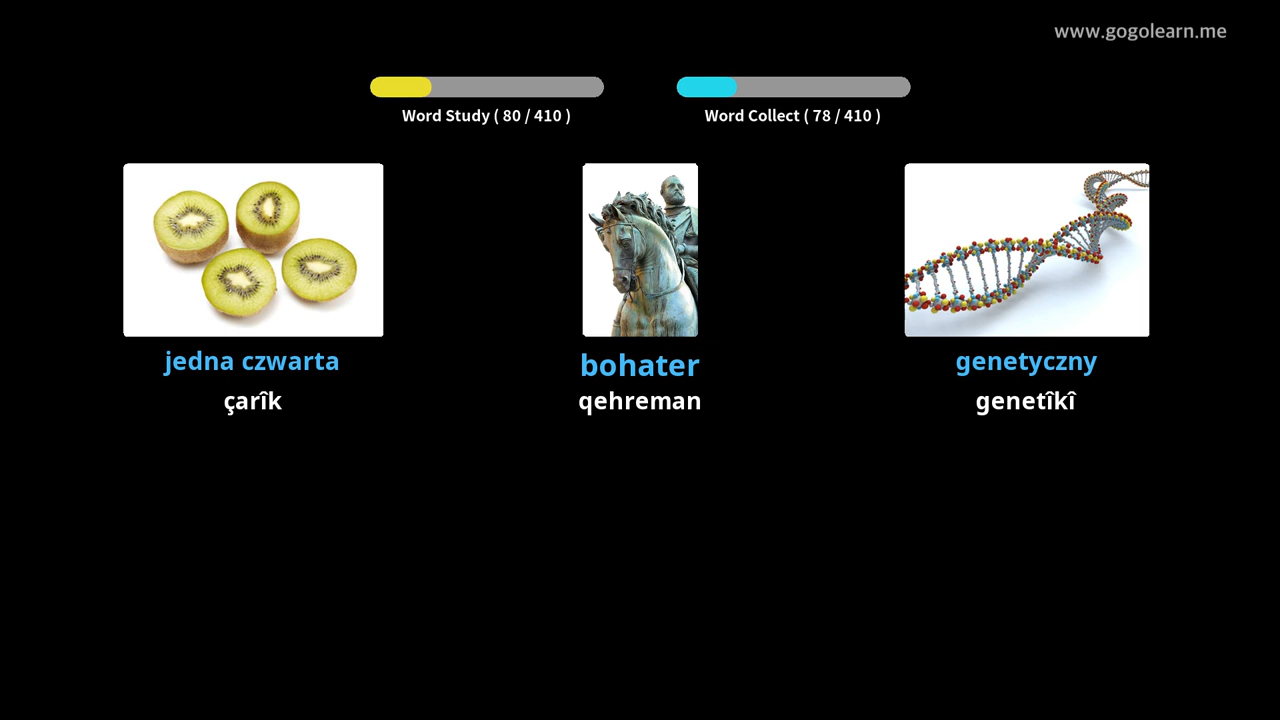 www.gogolearn.me
Word Study ( 80 / 410 )
Word Collect ( 78 / 410 )
jedna czwarta
çarîk
bohater
qehreman
genetyczny
genetîkî